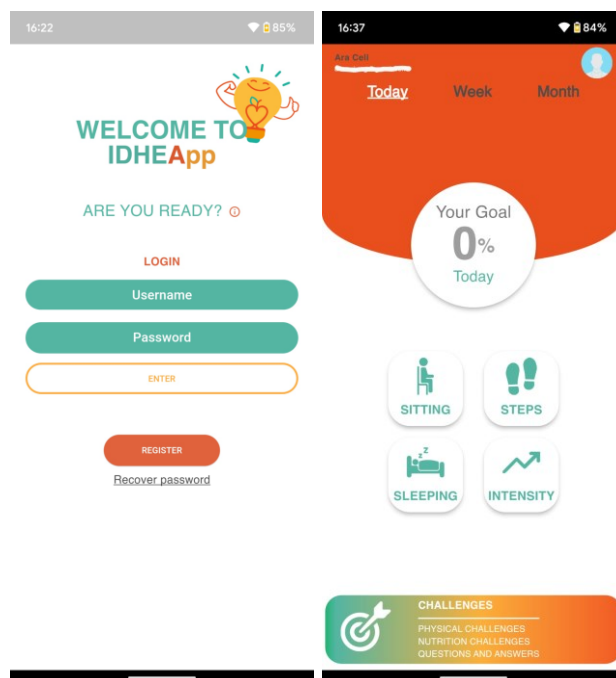 16:22
85%
WELCOME TO
IDHEApp
ARE YOU READY?
LOGIN
Username
Password
ENTER
REGISTER
Recover password
16:37
84%
Ara Cell
Today
Week
Month
Your Goal
0%
Today
SITTING
STEPS
SLEEPING
INTENSITY
CHALLENGES
PHYSICAL CHALLENGES
NUTRITION CHALLENGES
QUESTIONS AND ANSWERS